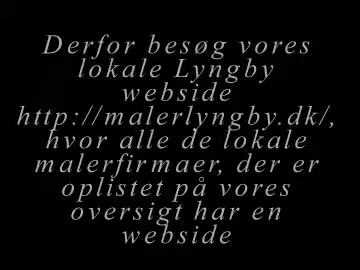 Derfor besøg vores
lokale Lyngby
webside
http://malerlyngby.dk/,
hvor alle de lokale
malerfirmaer, der er
oplistet på vores
oversigt har en
webside